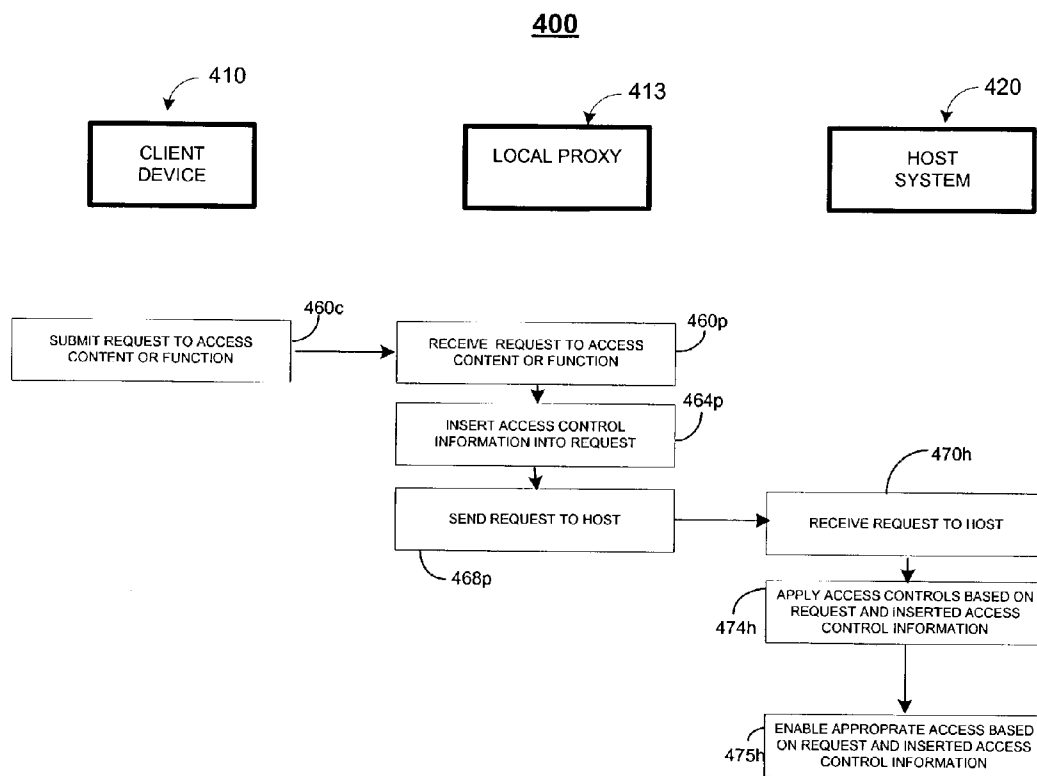 400
410
413
420
CLIENT
DEVICE
LOCAL PROXY
HOST
SYSTEM
460c
SUBMIT REQUEST TO ACCESS
CONTENT OR FUNCTION
460p
RECEIVE REQUEST TO ACCESS
CONTENT OR FUNCTION
464p
INSERT ACCESS CONTROL
INFORMATION INTO REQUEST
470h
SEND REQUEST TO HOST
RECEIVE REQUEST TO HOST
468p
474h
APPLY ACCESS CONTROLS BASED ON
REQUEST AND INSERTED ACCESS
CONTROL INFORMATION
475h
ENABLE APPROPRATE ACCESS BASED
ON REQUEST AND INSERTED ACCESS
CONTROL INFORMATION